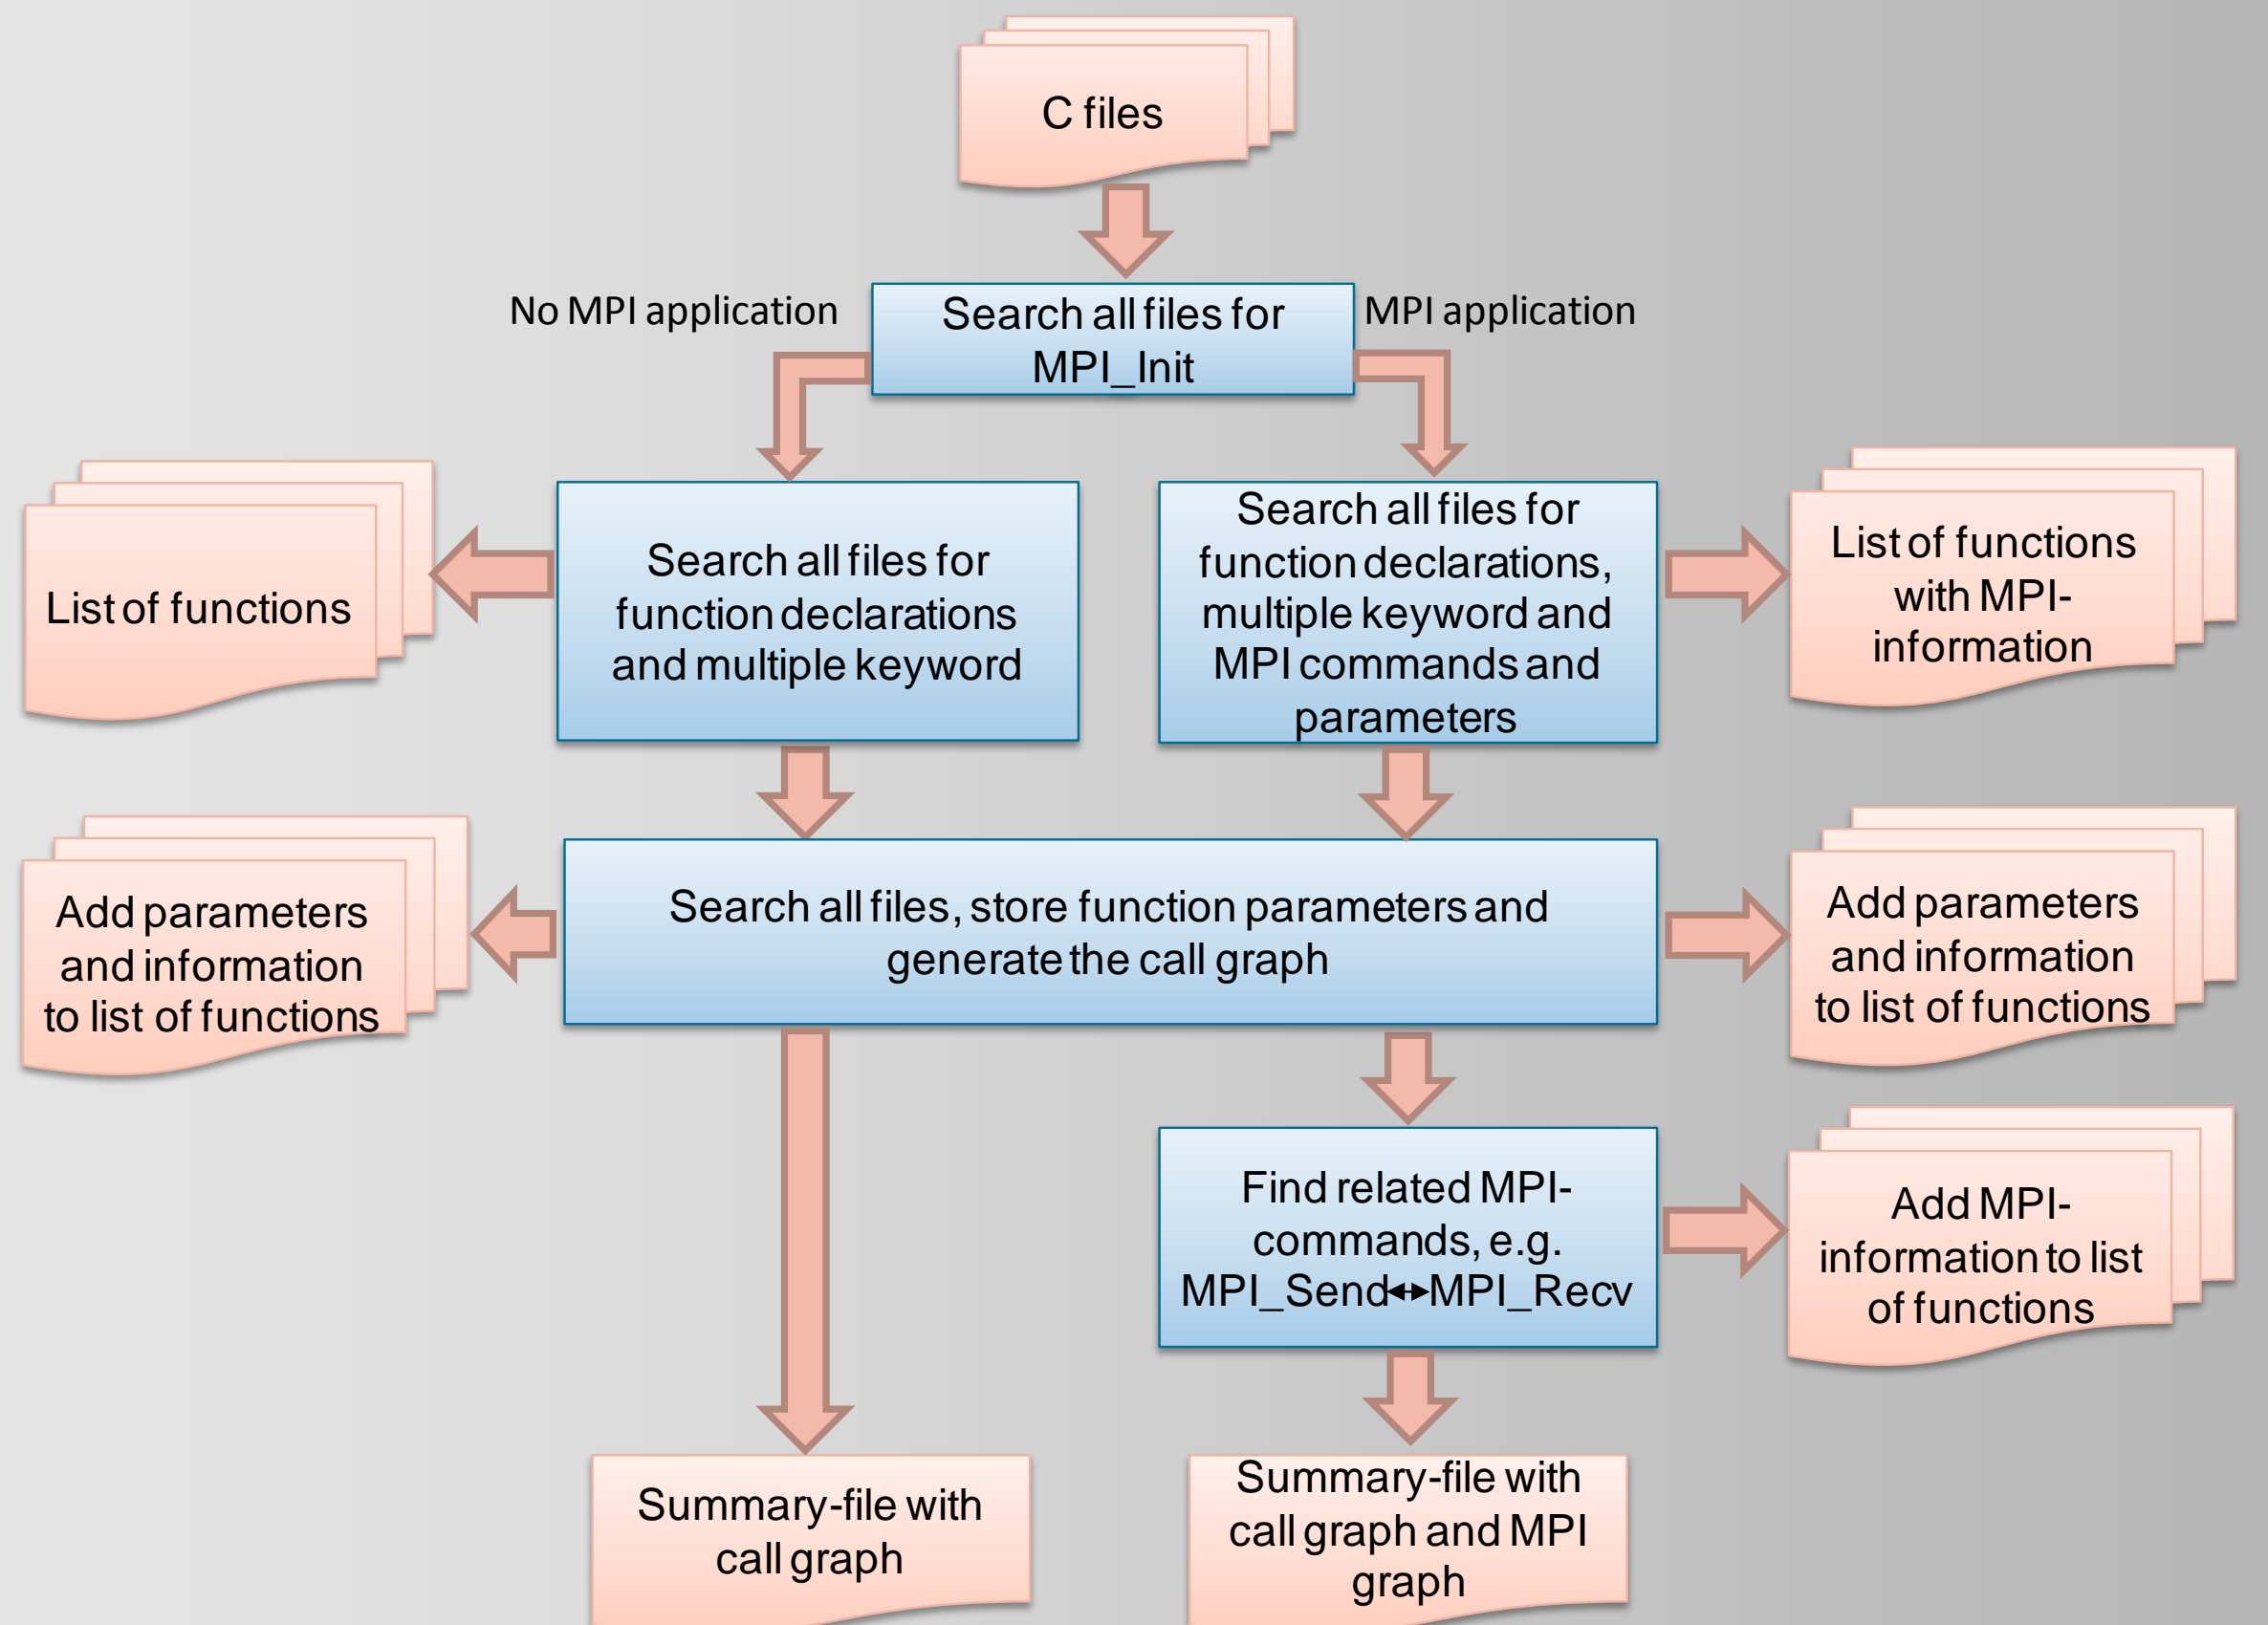 C files
No MPI application
Search all files for
MPI_Init
MPI application
List of functions
Search all files for
function declarations
and multiple keyword
Search all files for
function declarations,
multiple keyword and
MPI commands and
parameters
List of functions
with MPI-
information
Add parameters
and information
to list of functions
Search all files, store function parameters and
generate the call graph
Add parameters
and information
to list of functions
Find related MPI-
commands, e.g.
MPI_Send↔MPI_Recv
Add MPI-
information to list
of functions
Summary-file with
call graph
Summary-file with
call graph and MPI
graph